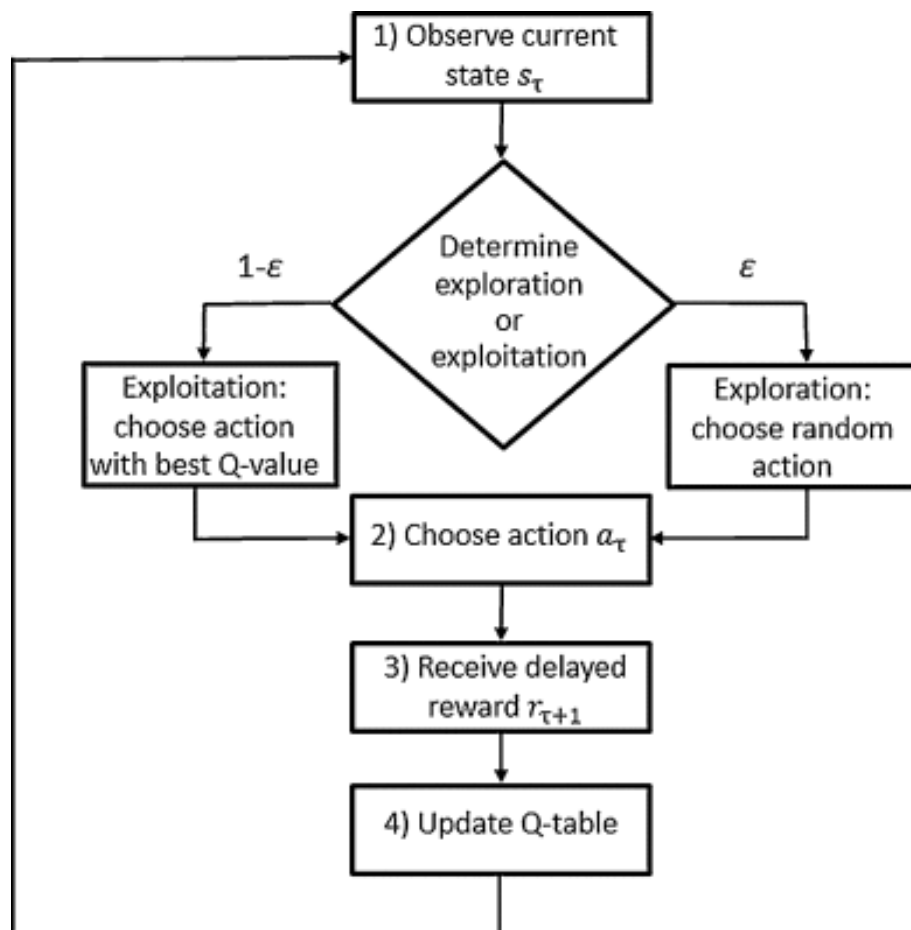 1) Observe current
state sτ
Determine
exploration
or
exploitation
1-ε
ε
Exploitation:
choose action
with best Q-value
Exploration:
choose random
action
2) Choose action aτ
3) Receive delayed
reward rτ+1
4) Update Q-table